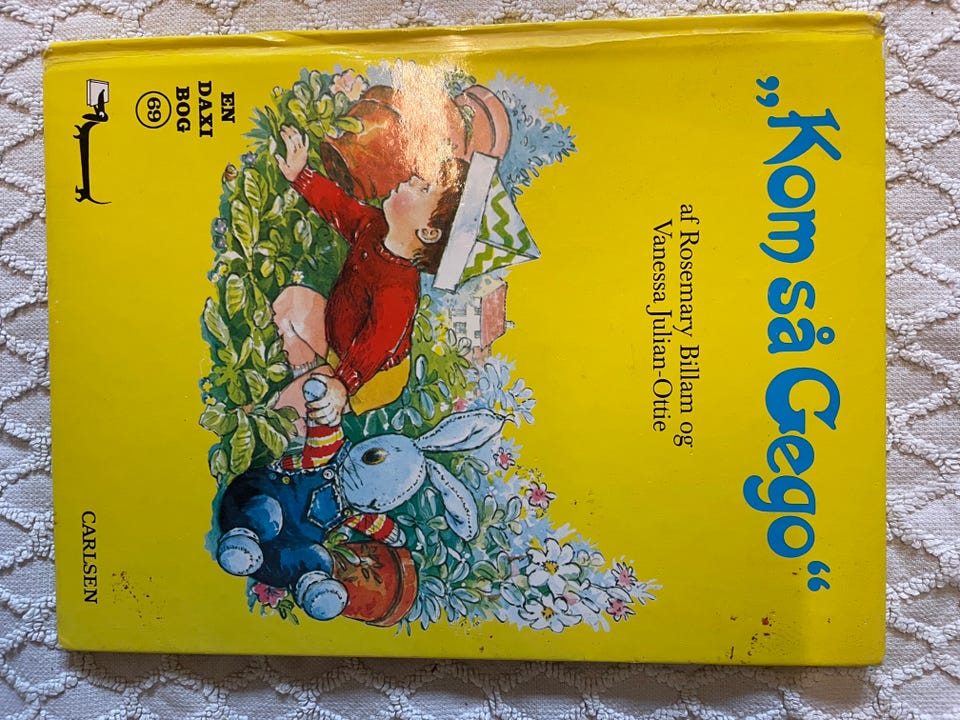 „Kom så Gego“
af Rosemary Billam og
Vanessa Julian-Ottie
EN
DAXI
BOG
69
CARLSEN